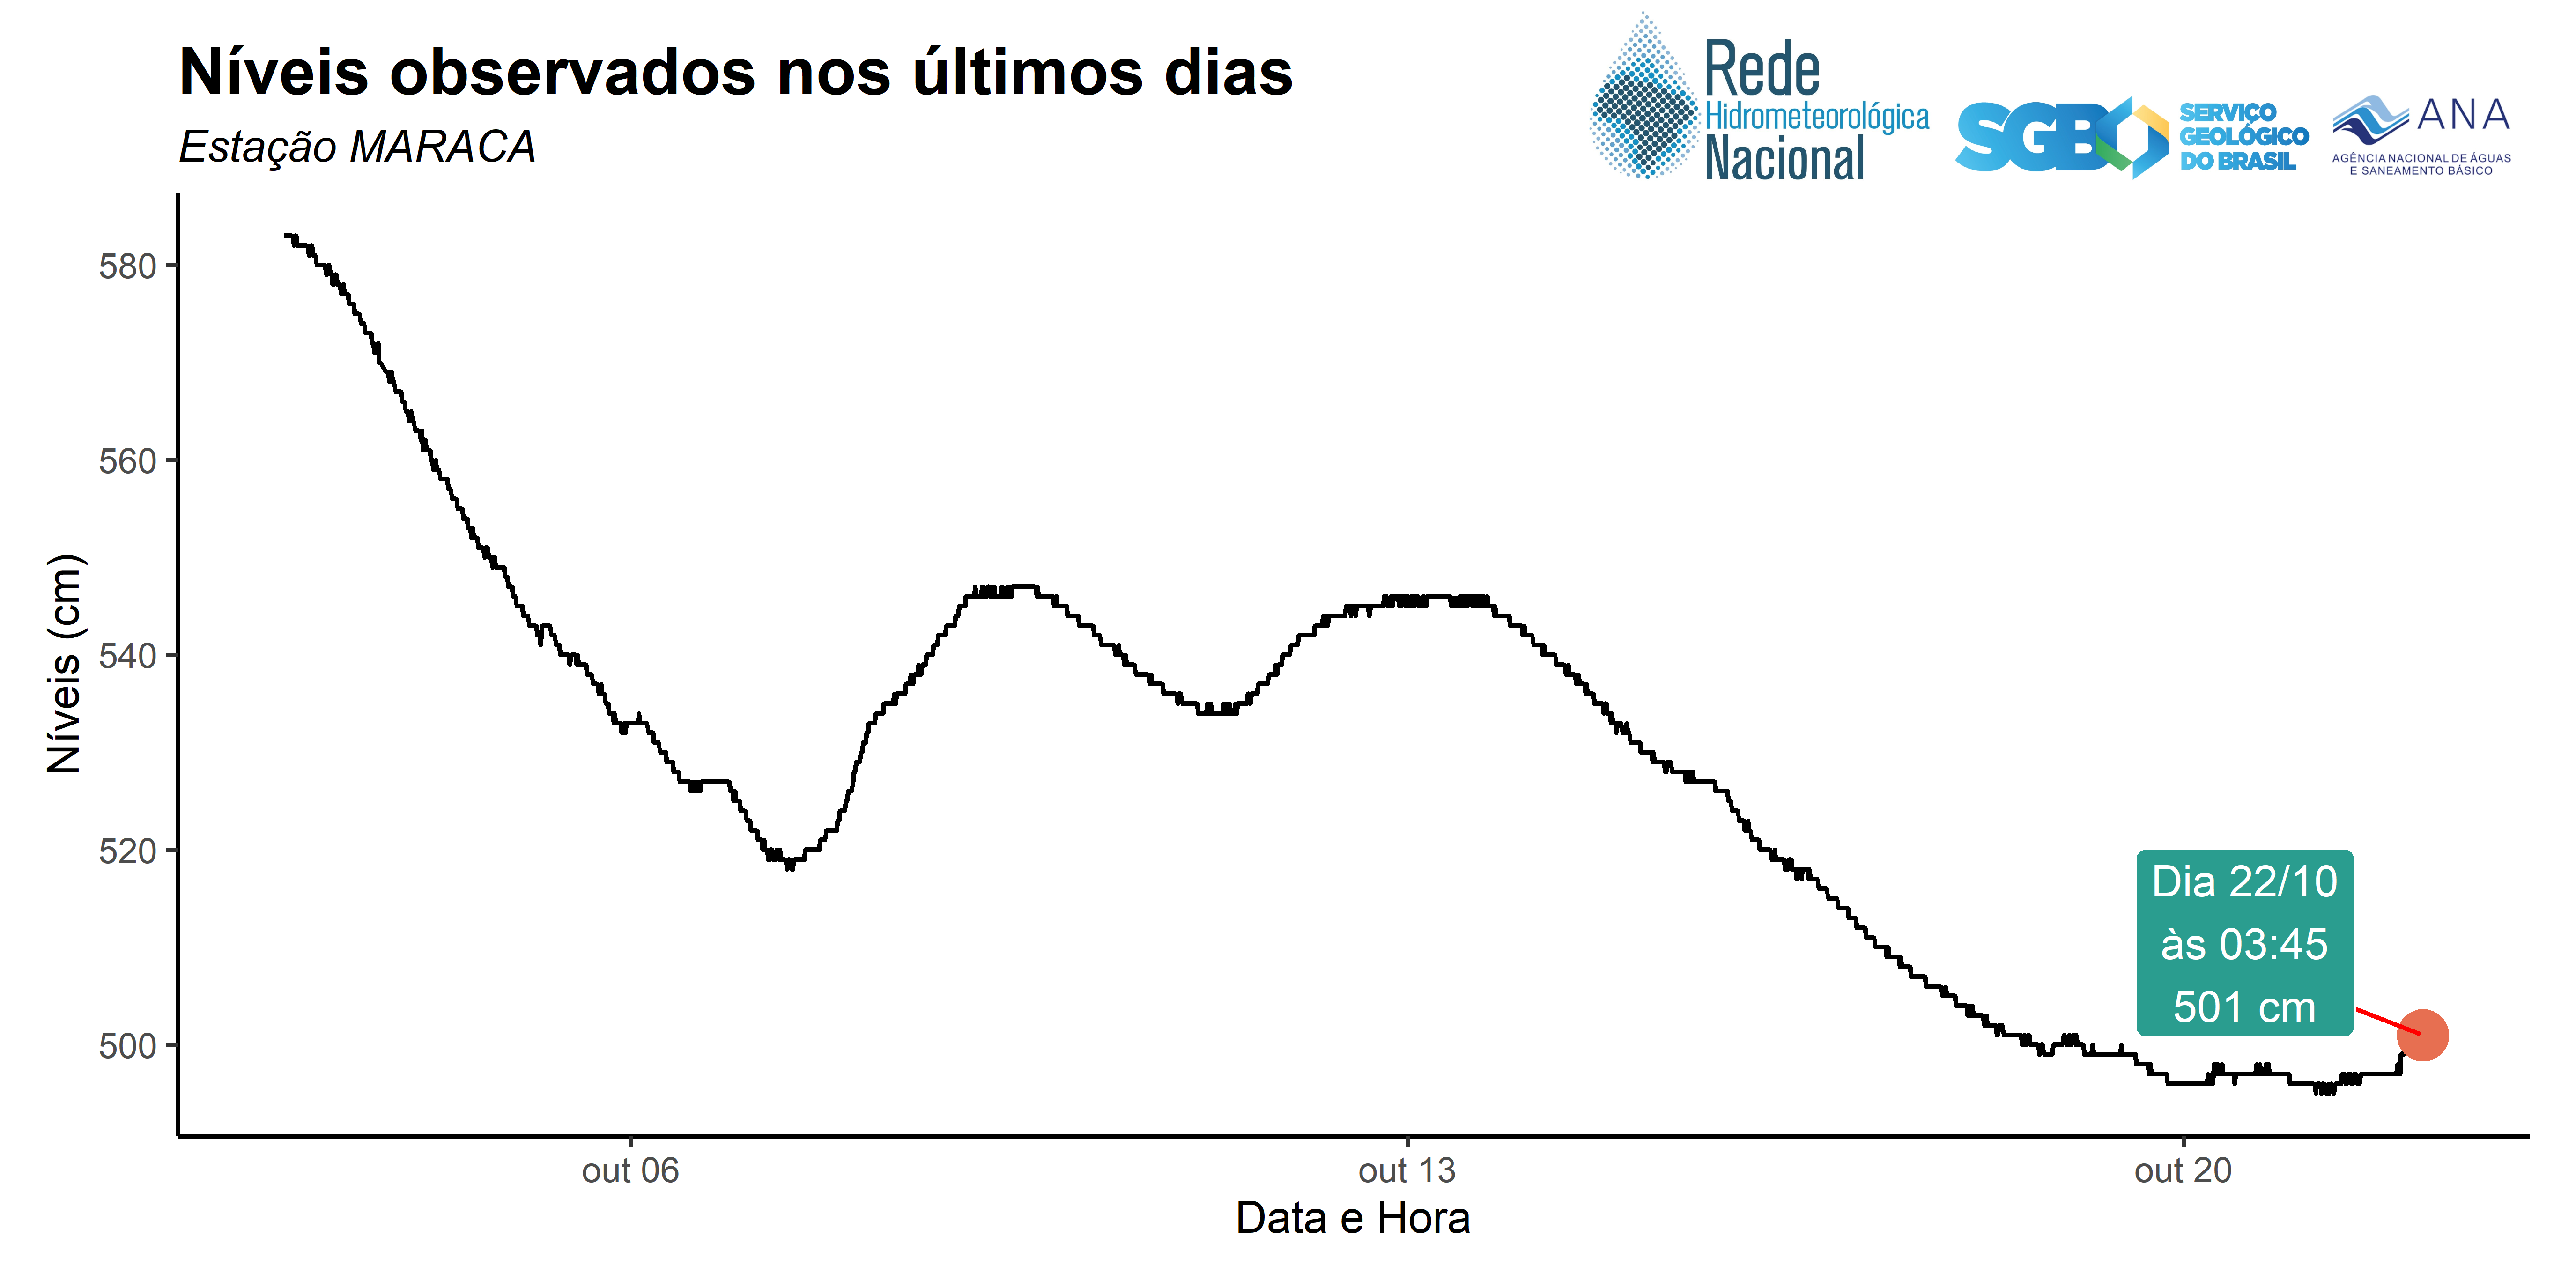 Níveis observados nos últimos dias
Estação MARACA
Rede
Hidrometeorológica
Nacional
SGB
SERVIÇO
GEOLÓGICO
DO BRASIL
ANA
AGÊNCIA NACIONAL DE ÁGUAS
E SANEAMENTO BÁSICO
Níveis (cm)
580
560
540
520
500
Dia 22/10
às 03:45
501 cm
out 06
out 13
out 20
Data e Hora